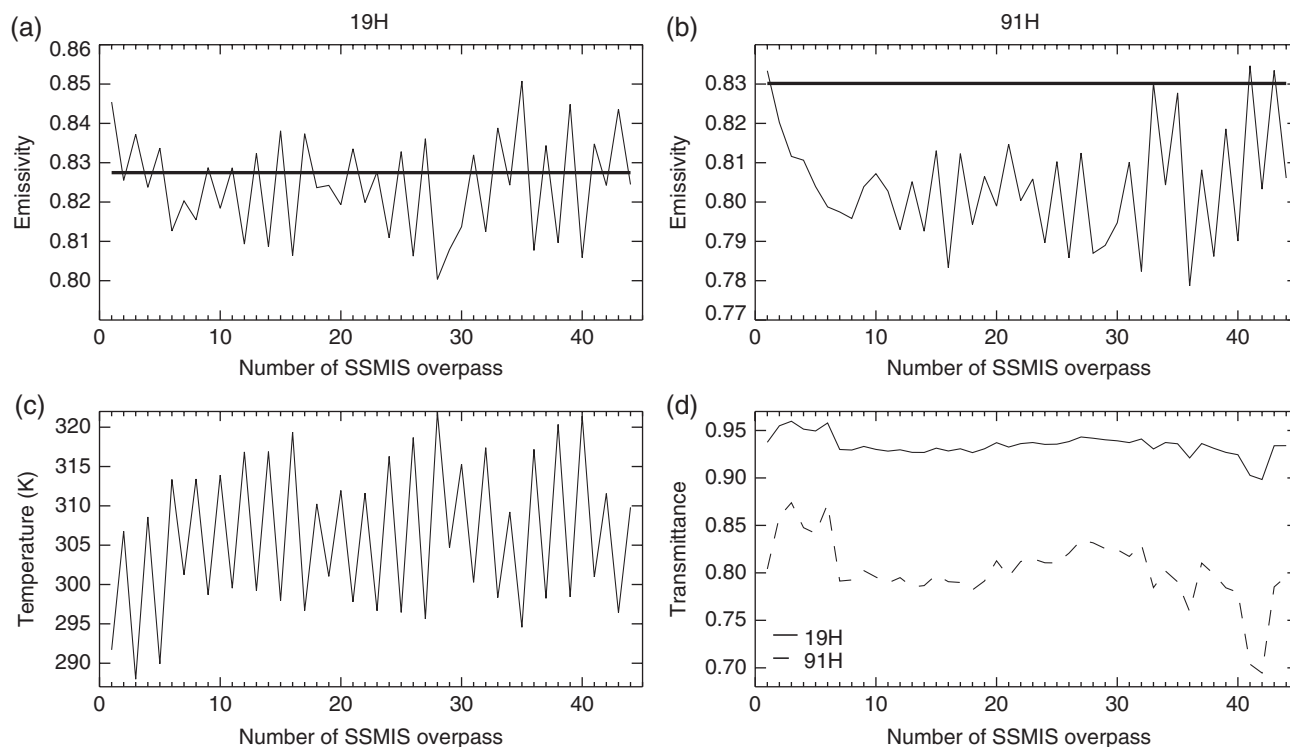 (a) 19H
0.86
0.85
0.84
0.83
0.82
0.81
0.80
Emissivity
0 10 20 30 40
Number of SSMIS overpass
(b) 91H
0.83
0.82
0.81
0.80
0.79
0.78
0.77
Emissivity
0 10 20 30 40
Number of SSMIS overpass
(c)
320
315
310
305
300
295
290
Temperature (K)
0 10 20 30 40
Number of SSMIS overpass
(d)
0.95
0.90
0.85
0.80
0.75
0.70
Transmittance
19H
91H
0 10 20 30 40
Number of SSMIS overpass